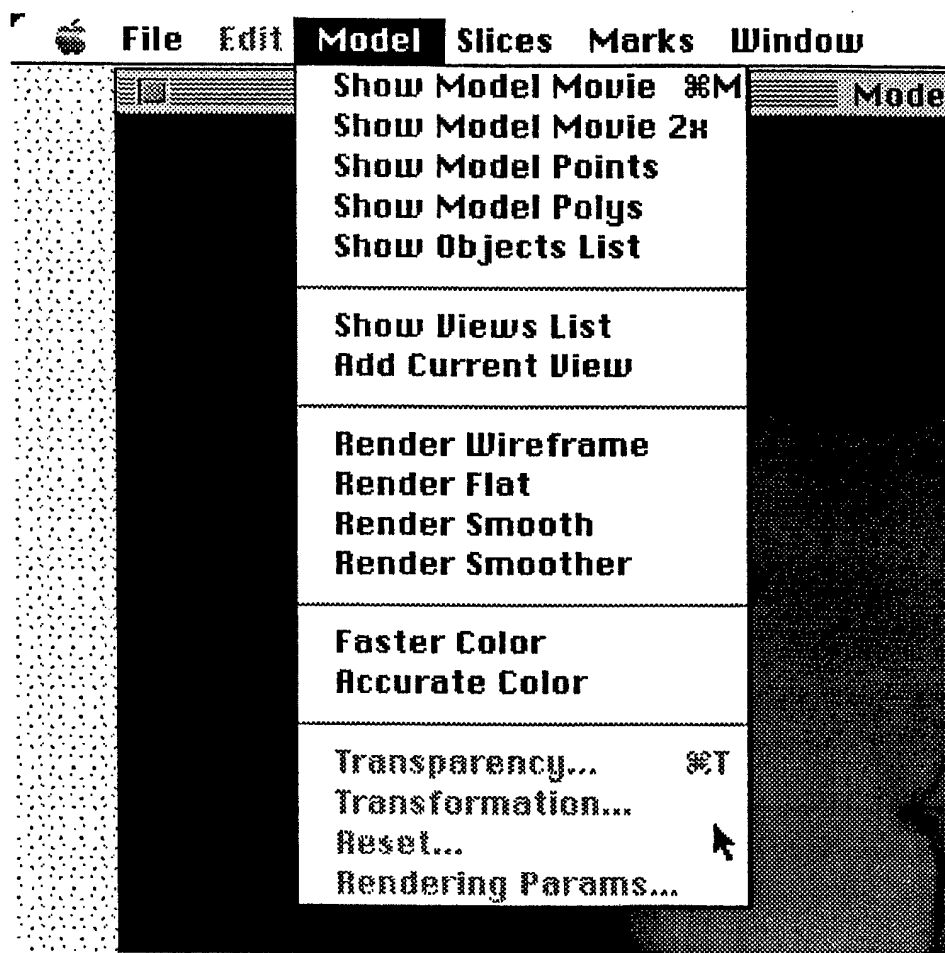 File Edit Model Slices Marks Window
Mode
Show Model Movie ⌘M
Show Model Movie 2x
Show Model Points
Show Model Polys
Show Objects List
Show Views List
Add Current View
Render Wireframe
Render Flat
Render Smooth
Render Smoother
Faster Color
Accurate Color
Transparency... ⌘T
Transformation...
Reset...
Rendering Params...